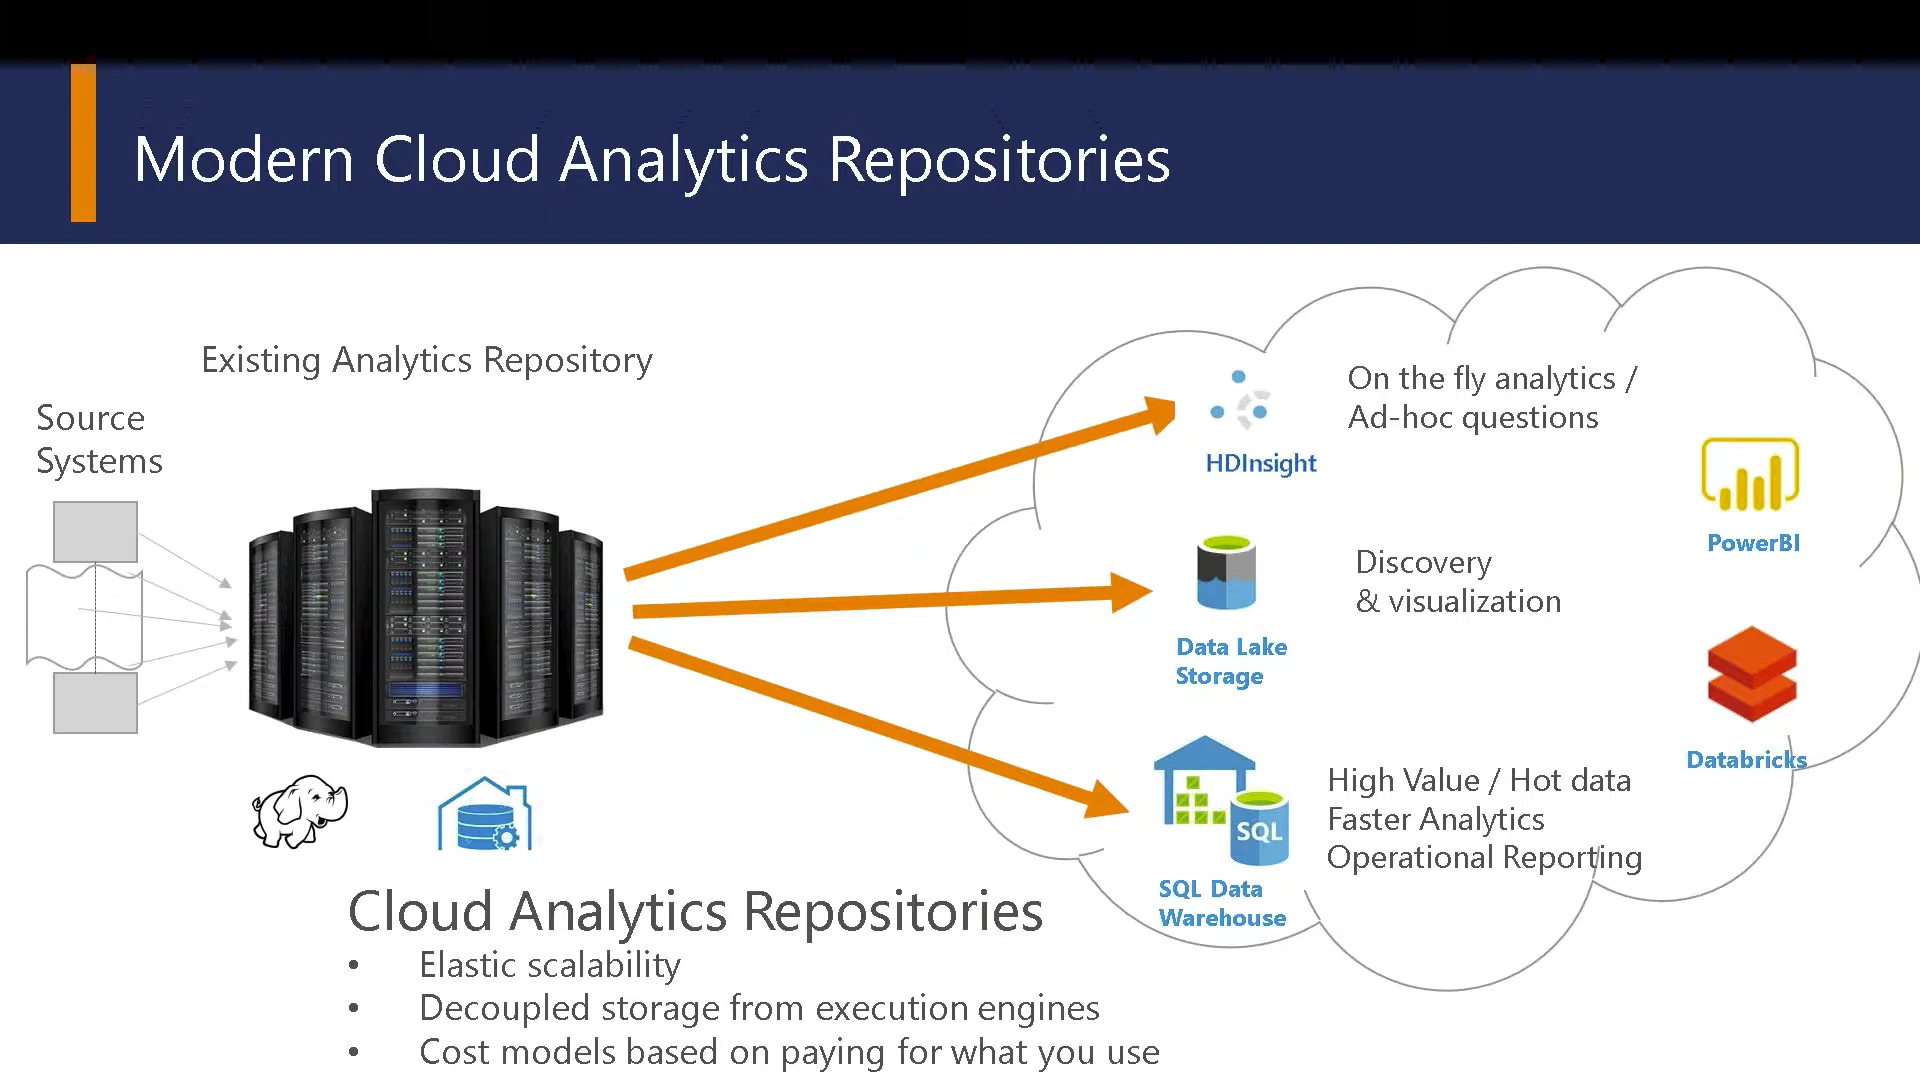 Modern Cloud Analytics Repositories
Existing Analytics Repository
Source
Systems
On the fly analytics /
Ad-hoc questions
HDInsight
PowerBI
Discovery
& visualization
Data Lake
Storage
Databricks
High Value / Hot data
Faster Analytics
Operational Reporting
SQL
SQL Data
Warehouse
Cloud Analytics Repositories
• Elastic scalability
• Decoupled storage from execution engines
• Cost models based on paying for what you use